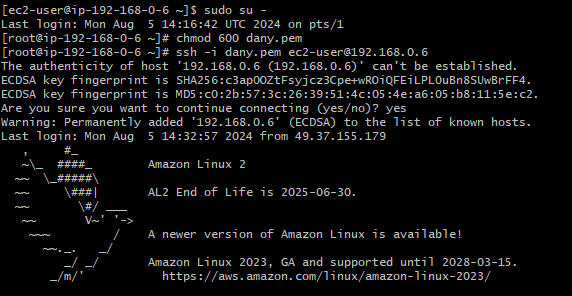 [ec2-user@ip-192-168-0-6 ~]$ sudo su -
Last login: Mon Aug  5 14:16:42 UTC 2024 on pts/1
[root@ip-192-168-0-6 ~]# chmod 600 dany.pem
[root@ip-192-168-0-6 ~]# ssh -i dany.pem ec2-user@192.168.0.6
The authenticity of host '192.168.0.6 (192.168.0.6)' can't be established.
ECDSA key fingerprint is SHA256:c3apOOZtFsyjcz3Cpe+wROiQFEiLPLOuBn8SUwBrFF4.
ECDSA key fingerprint is MD5:c0:2b:57:3c:26:39:51:4c:05:4e:a6:05:b8:11:5e:c2.
Are you sure you want to continue connecting (yes/no)? yes
Warning: Permanently added '192.168.0.6' (ECDSA) to the list of known hosts.
Last login: Mon Aug  5 14:32:57 2024 from 49.37.155.179
   ,     #_
   ~\_  ####_        Amazon Linux 2
  ~~  \_#####\
  ~~     \###|       AL2 End of Life is 2025-06-30.
  ~~       \#/ ___
   ~~       V~' '->
    ~~~         /    A newer version of Amazon Linux is available!
      ~~._.   _/
         _/ _/       Amazon Linux 2023, GA and supported until 2028-03-15.
       _/m/'           https://aws.amazon.com/linux/amazon-linux-2023/